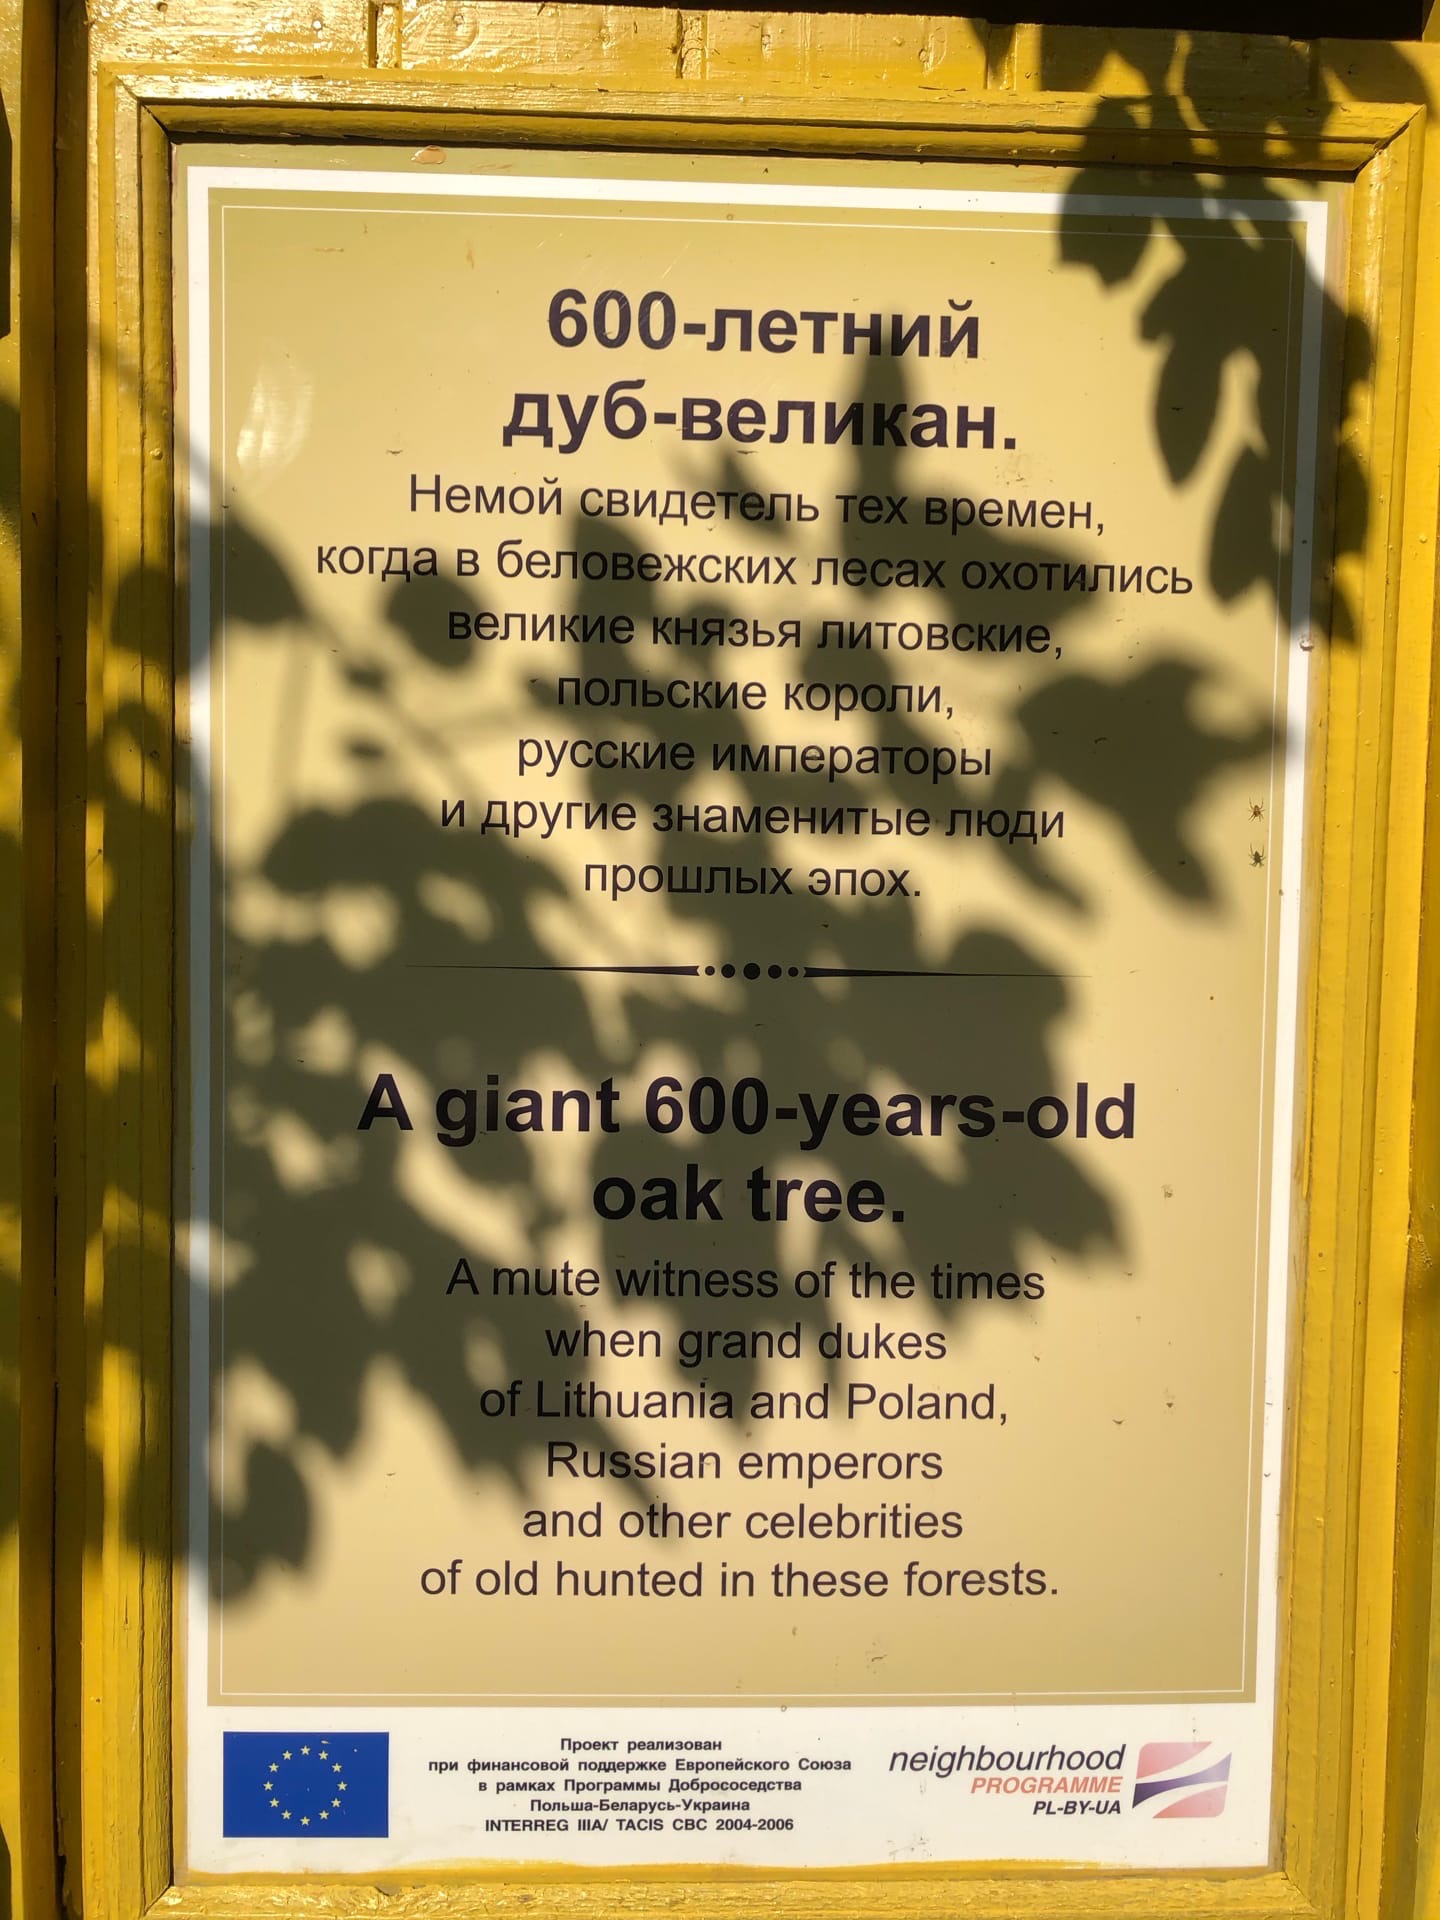 600-летний
дуб-великан.
Немой свидетель тех времен,
когда в беловежских лесах охотились
великие князья литовские,
польские короли,
русские императоры
и другие знаменитые люди
прошлых эпох.
A giant 600-years-old
oak tree.
A mute witness of the times
when grand dukes
of Lithuania and Poland,
Russian emperors
and other celebrities
of old hunted in these forests.
Проект реализован
при финансовой поддержке Европейского Союза
в рамках Программы Добрососедства
Польша-Беларусь-Украина
INTERREG IIIA/ TACIS CBC 2004-2006
neighbourhood
PROGRAMME
PL-BY-UA